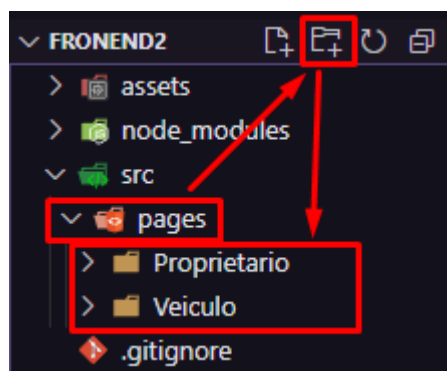 FRONEND2
assets
node_modules
src
pages
Proprietario
Veiculo
.gitignore